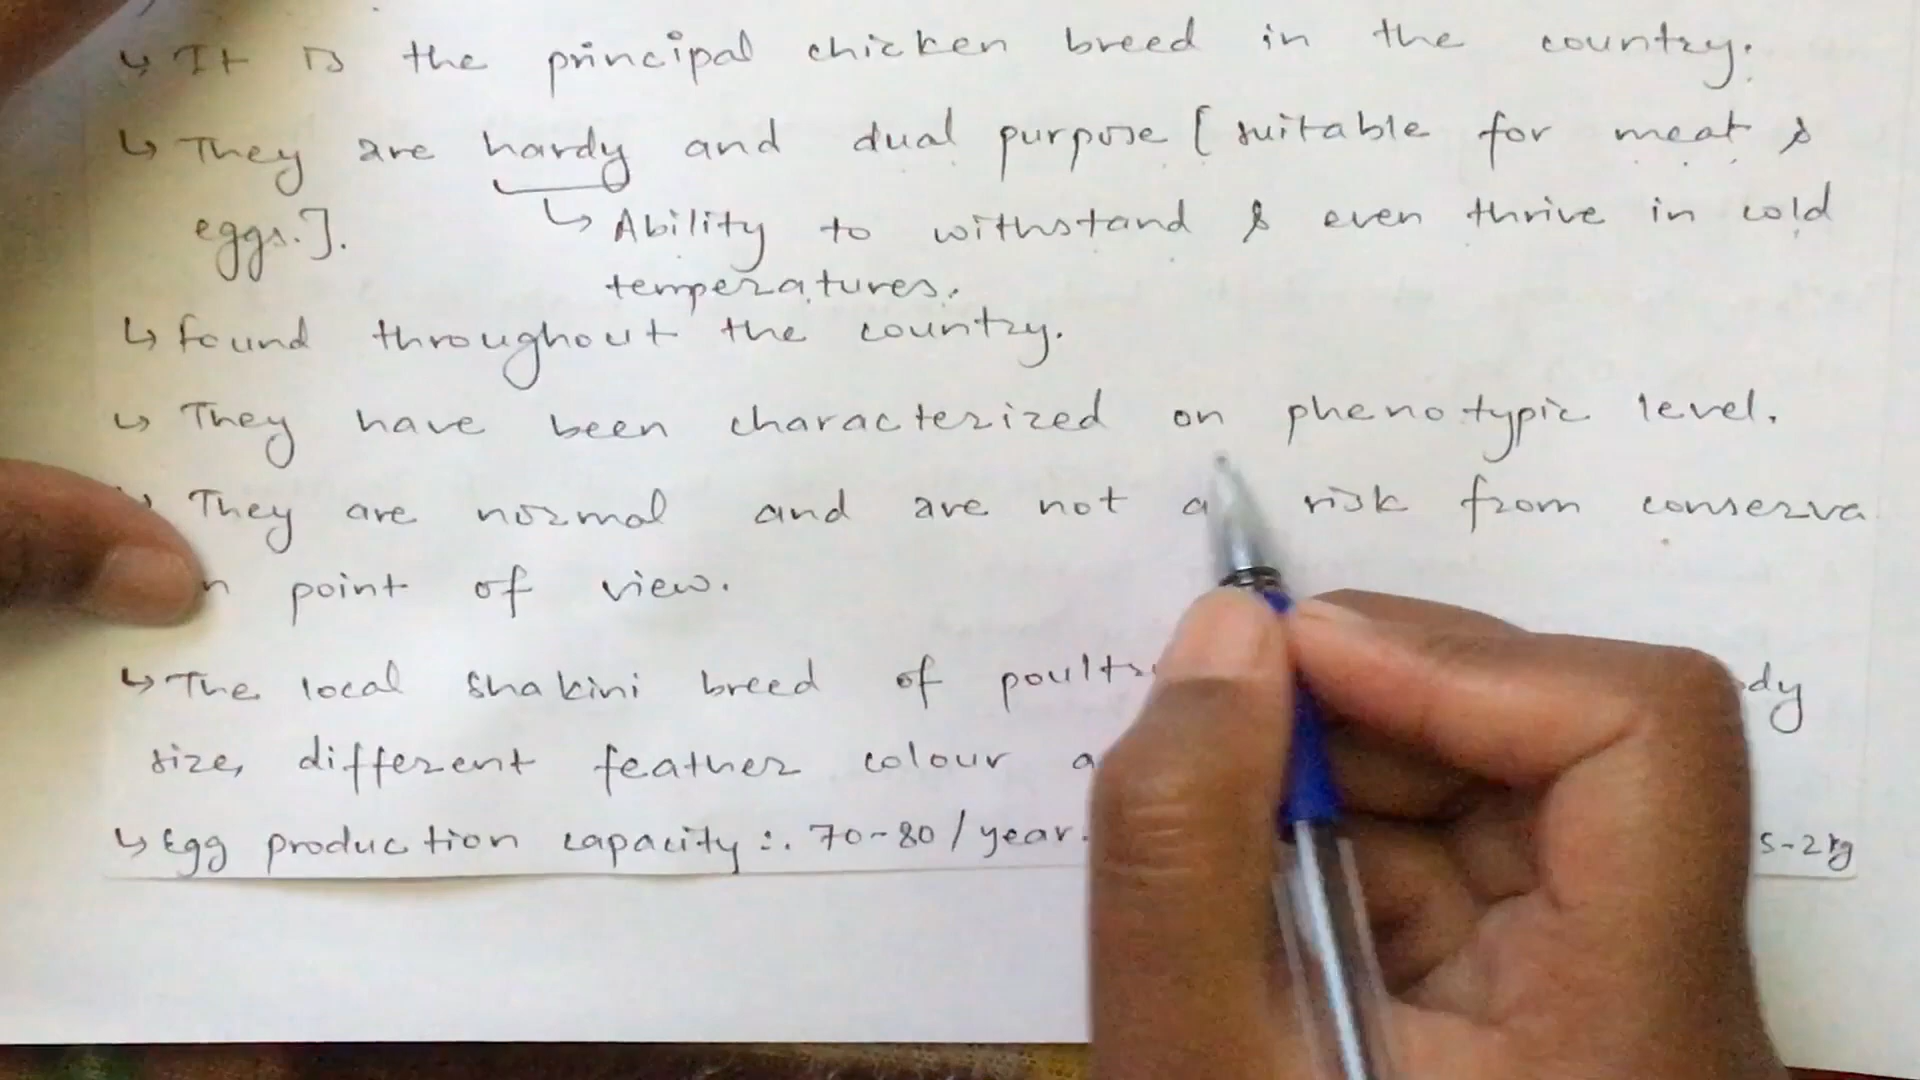 ↳ It is the principal chicken breed in the country.
↳ They are hardy and dual purpose [suitable for meat &
eggs.].
↳ Ability to withstand & even thrive in cold
temperatures.
↳ found throughout the country.
↳ They have been characterized on phenotypic level.
They are normal and are not risk from conserva
point of view.
↳ The local shakini breed of
size, different feather colour
↳ Egg production capacity :. 70-80 / year.
5-2 kg